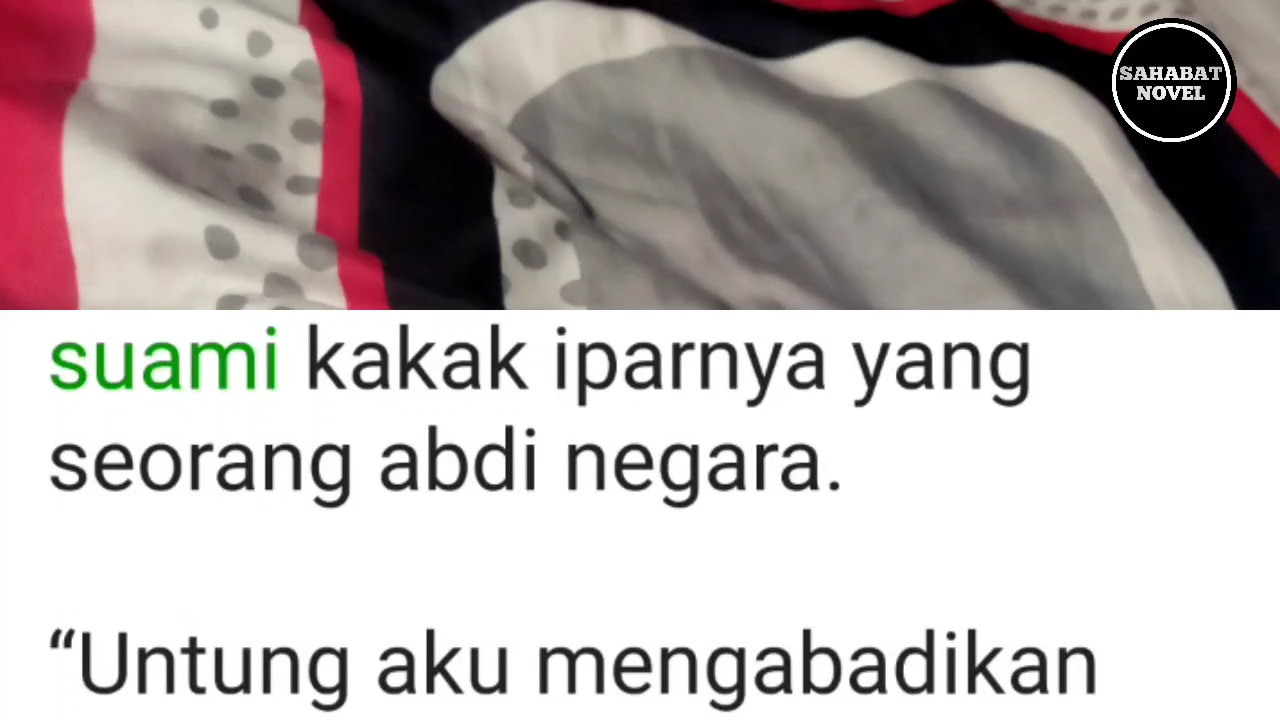 SAHABAT
NOVEL
suami kakak iparnya yang
seorang abdi negara.
“Untung aku mengabadikan